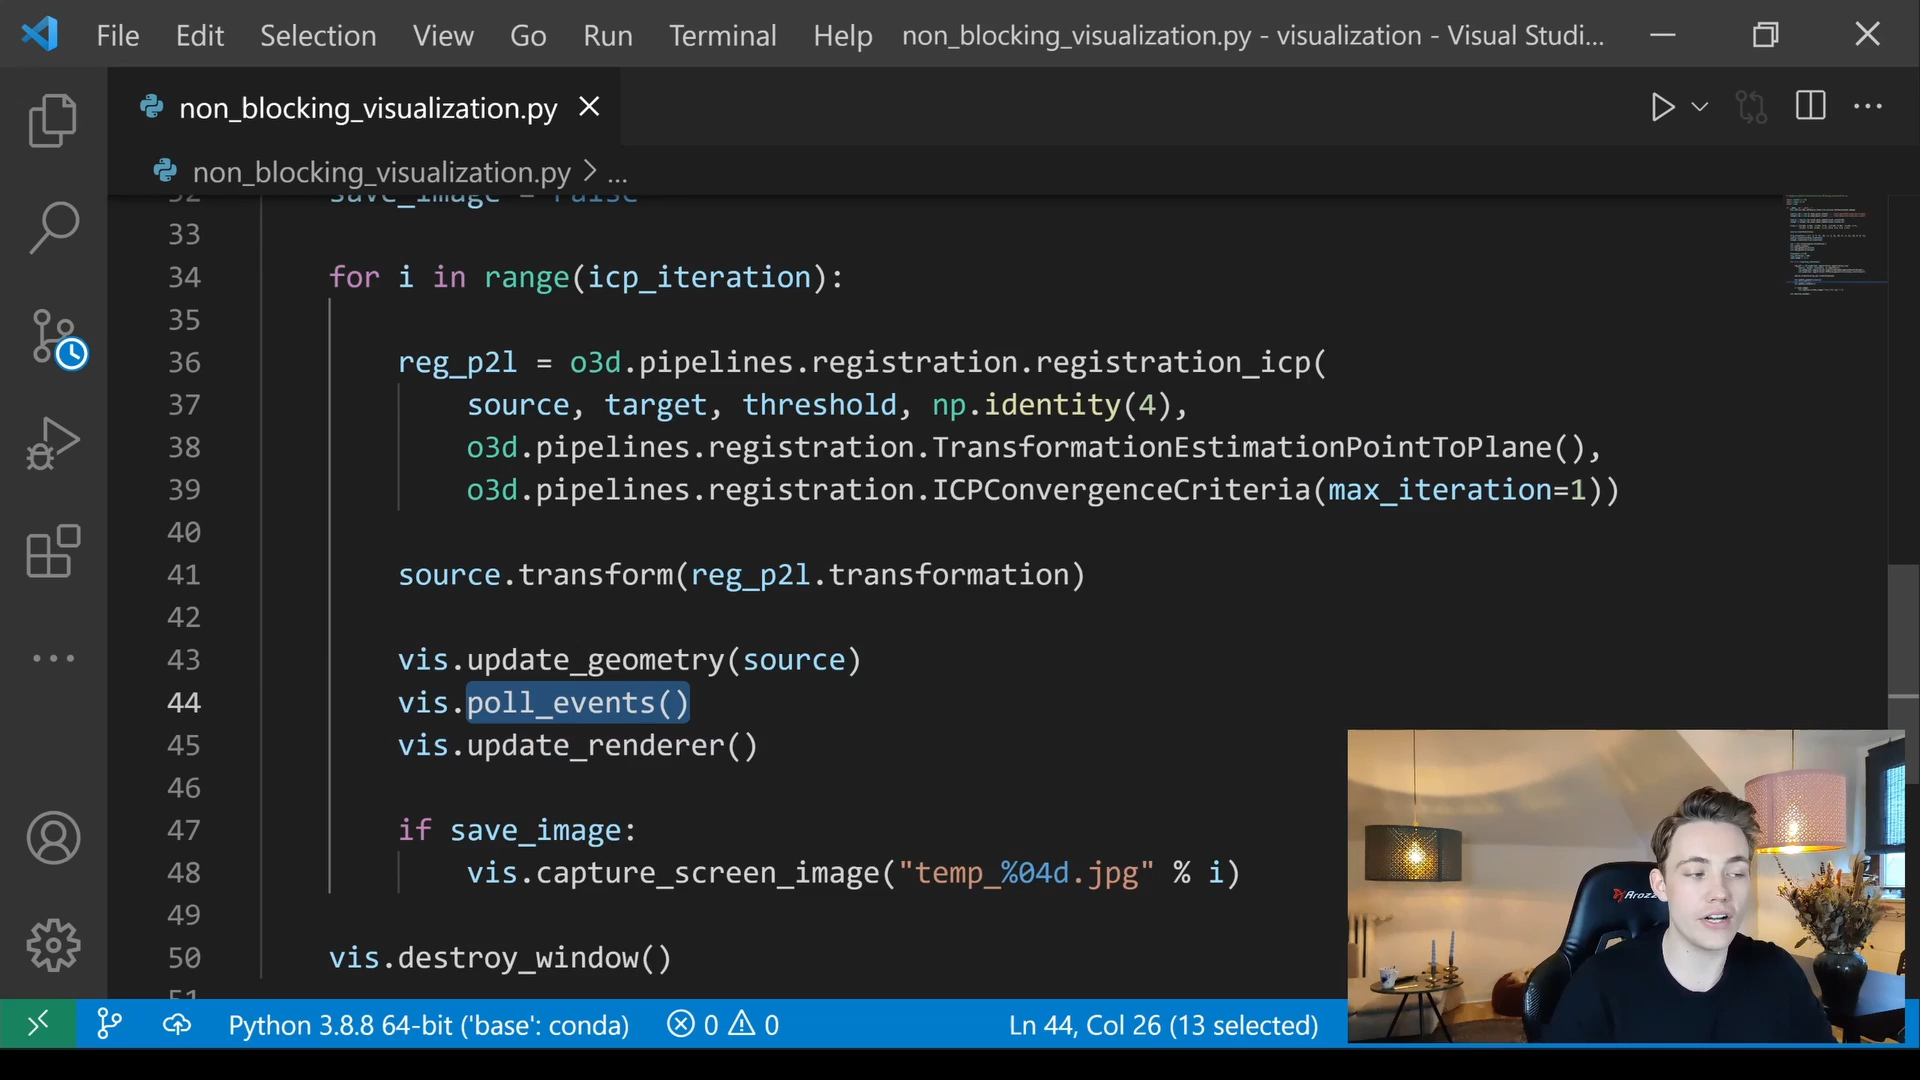 File Edit Selection View Go Run Terminal Help non_blocking_visualization.py - visualization - Visual Studi...
non_blocking_visualization.py
non_blocking_visualization.py > ...
32 save_image = False
33
34 for i in range(icp_iteration):
35
36 reg_p2l = o3d.pipelines.registration.registration_icp(
37 source, target, threshold, np.identity(4),
38 o3d.pipelines.registration.TransformationEstimationPointToPlane(),
39 o3d.pipelines.registration.ICPConvergenceCriteria(max_iteration=1))
40
41 source.transform(reg_p2l.transformation)
42
43 vis.update_geometry(source)
44 vis.poll_events()
45 vis.update_renderer()
46
47 if save_image:
48 vis.capture_screen_image("temp_%04d.jpg" % i)
49
50 vis.destroy_window()
51
Python 3.8.8 64-bit ('base': conda) 0 0 Ln 44, Col 26 (13 selected)